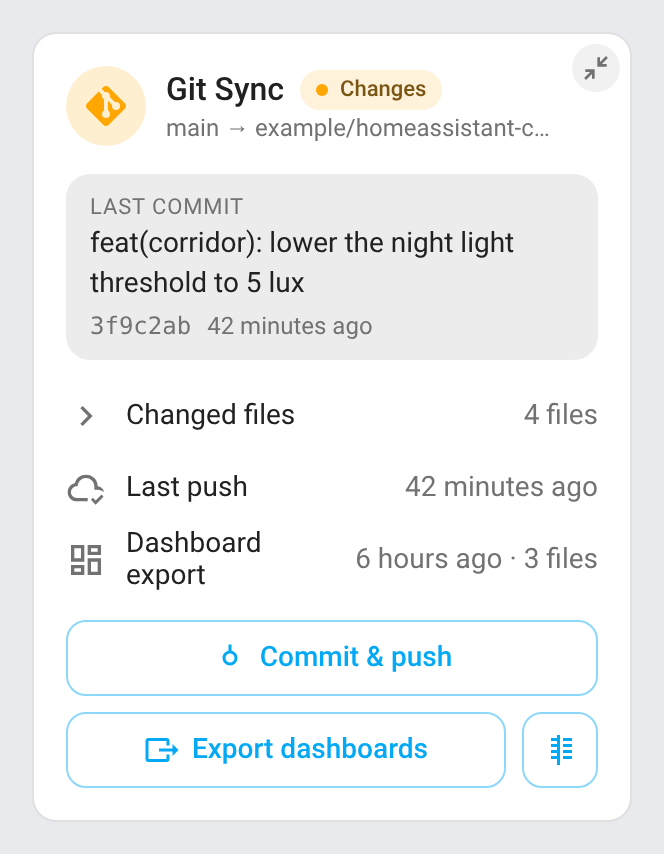 Git Sync
Changes
main → example/homeassistant-c…
LAST COMMIT
feat(corridor): lower the night light
threshold to 5 lux
3f9c2ab 42 minutes ago
Changed files 4 files
Last push 42 minutes ago
Dashboard
export 6 hours ago · 3 files
Commit & push
Export dashboards